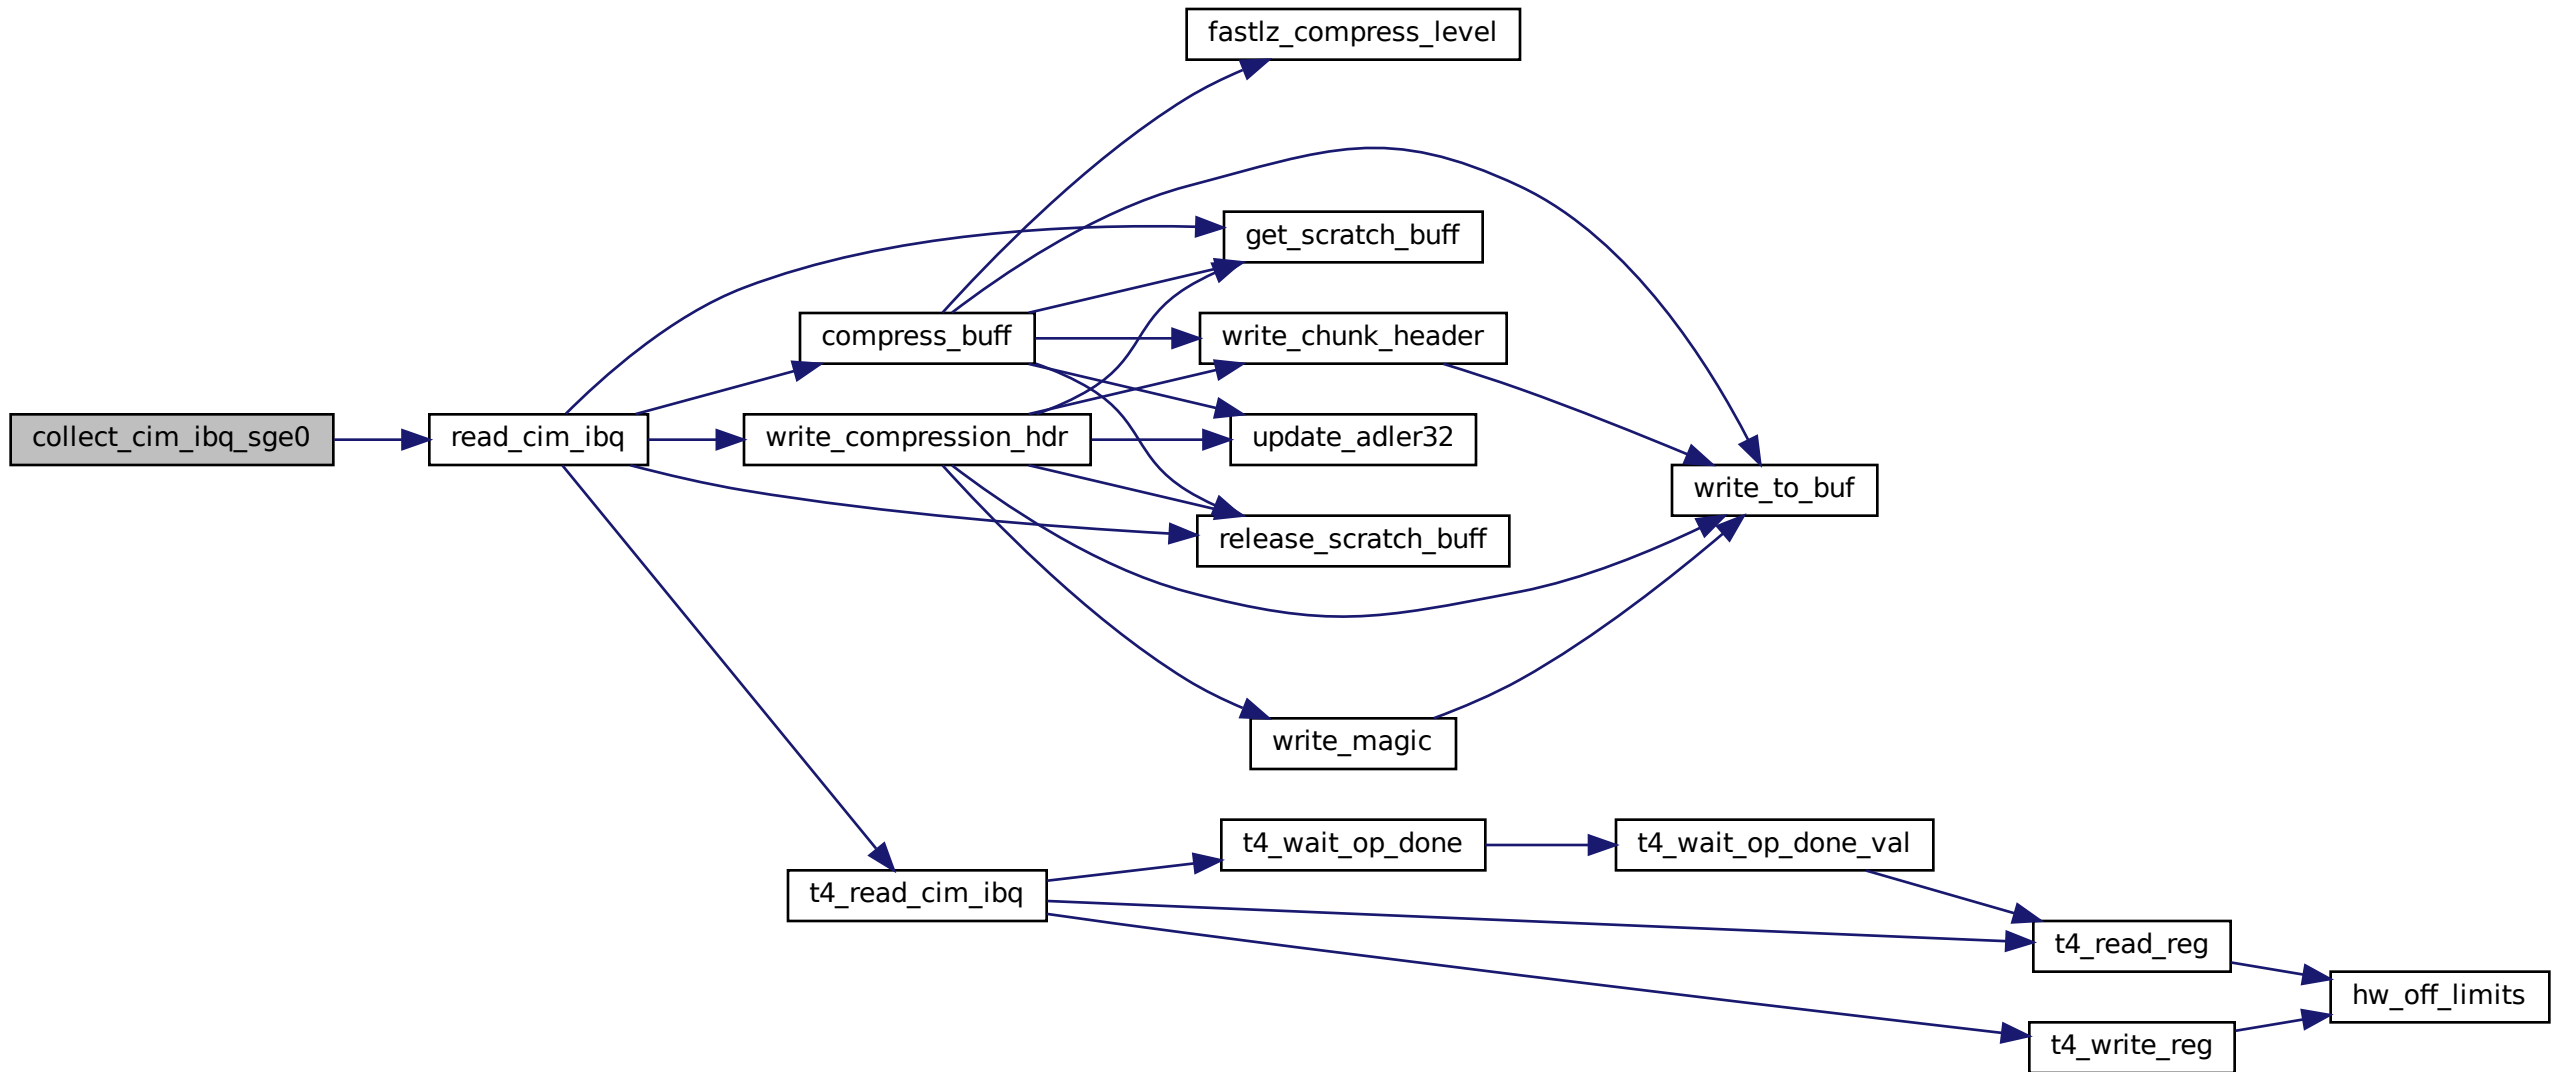 fastlz_compress_level
get_scratch_buff
compress_buff
write_chunk_header
collect_cim_ibq_sge0
read_cim_ibq
write_compression_hdr
update_adler32
write_to_buf
release_scratch_buff
write_magic
t4_wait_op_done
t4_wait_op_done_val
t4_read_cim_ibq
t4_read_reg
hw_off_limits
t4_write_reg